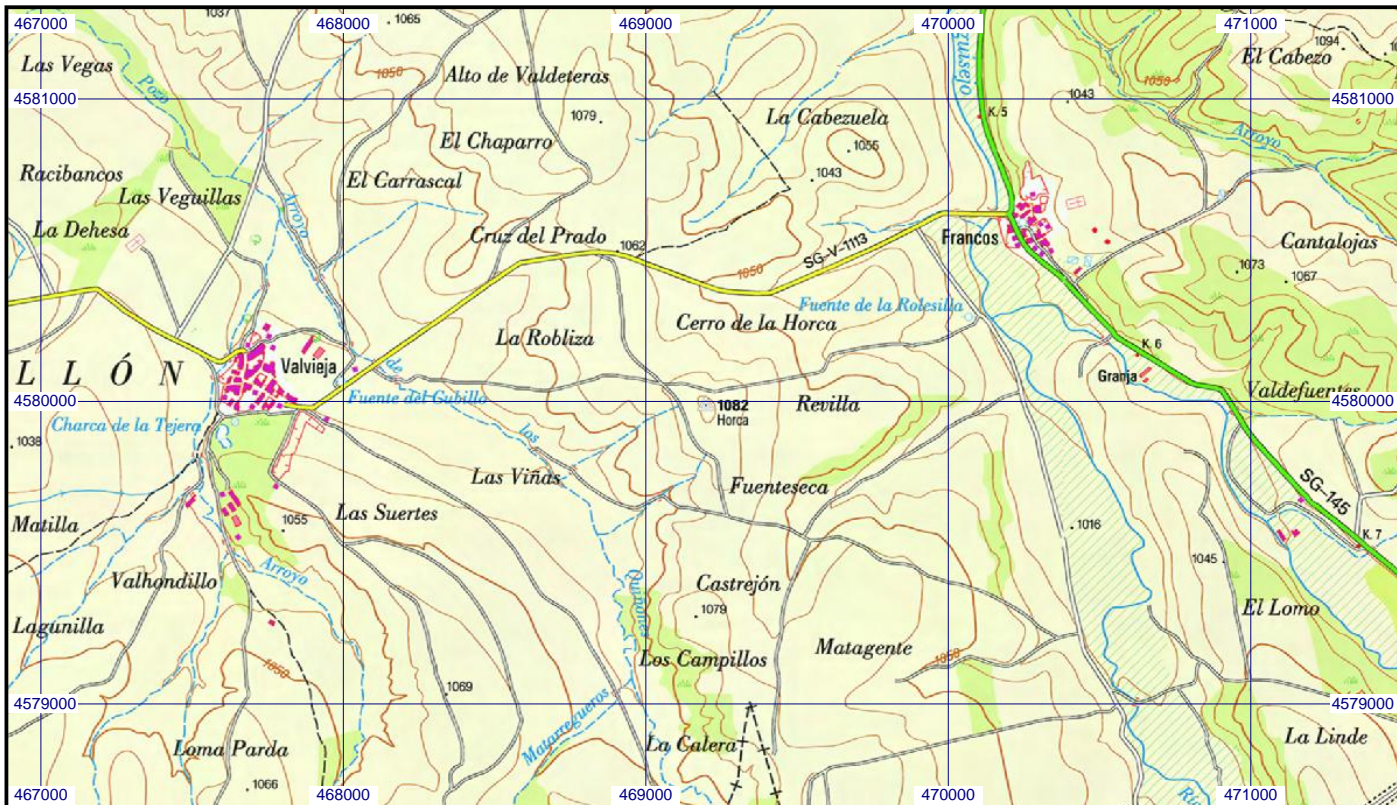 467000 468000 469000 470000 471000
1037
1065
Las Vegas
Pozo
1050
Alto de Valdeteras
Aguisejo
1094
El Cabezo
1050
4581000
4581000
1043
K. 5
1079
La Cabezuela
El Chaparro
Arroyo
1055
1043
Racibancos
Las Veguillas
El Carrascal
Arroyo
La Dehesa
Cruz del Prado
1062
SG-V-1113
Francos
Cantalojas
1050
1073
1067
Fuente de la Rolesilla
La Robliza
Cerro de la Horca
K. 6
L L Ó N
Valvieja
de
Granja
Fuente del Gubillo
Valdefuentes
4580000
1082
Horca
Revilla
4580000
Charca de la Tejera
los
1038
Las Viñas
Fuenteseca
SG-145
Las Suertes
1055
Matilla
1016
K. 7
Arroyo
1045
Valhondillo
Quiñones
Castrejón
1079
El Lomo
Lagunilla
Los Campillos
Matagente
1050
1050
1069
4579000
Matarregueros
4579000
La Calera
La Linde
Loma Parda
1066
Río
467000 468000 469000 470000 471000